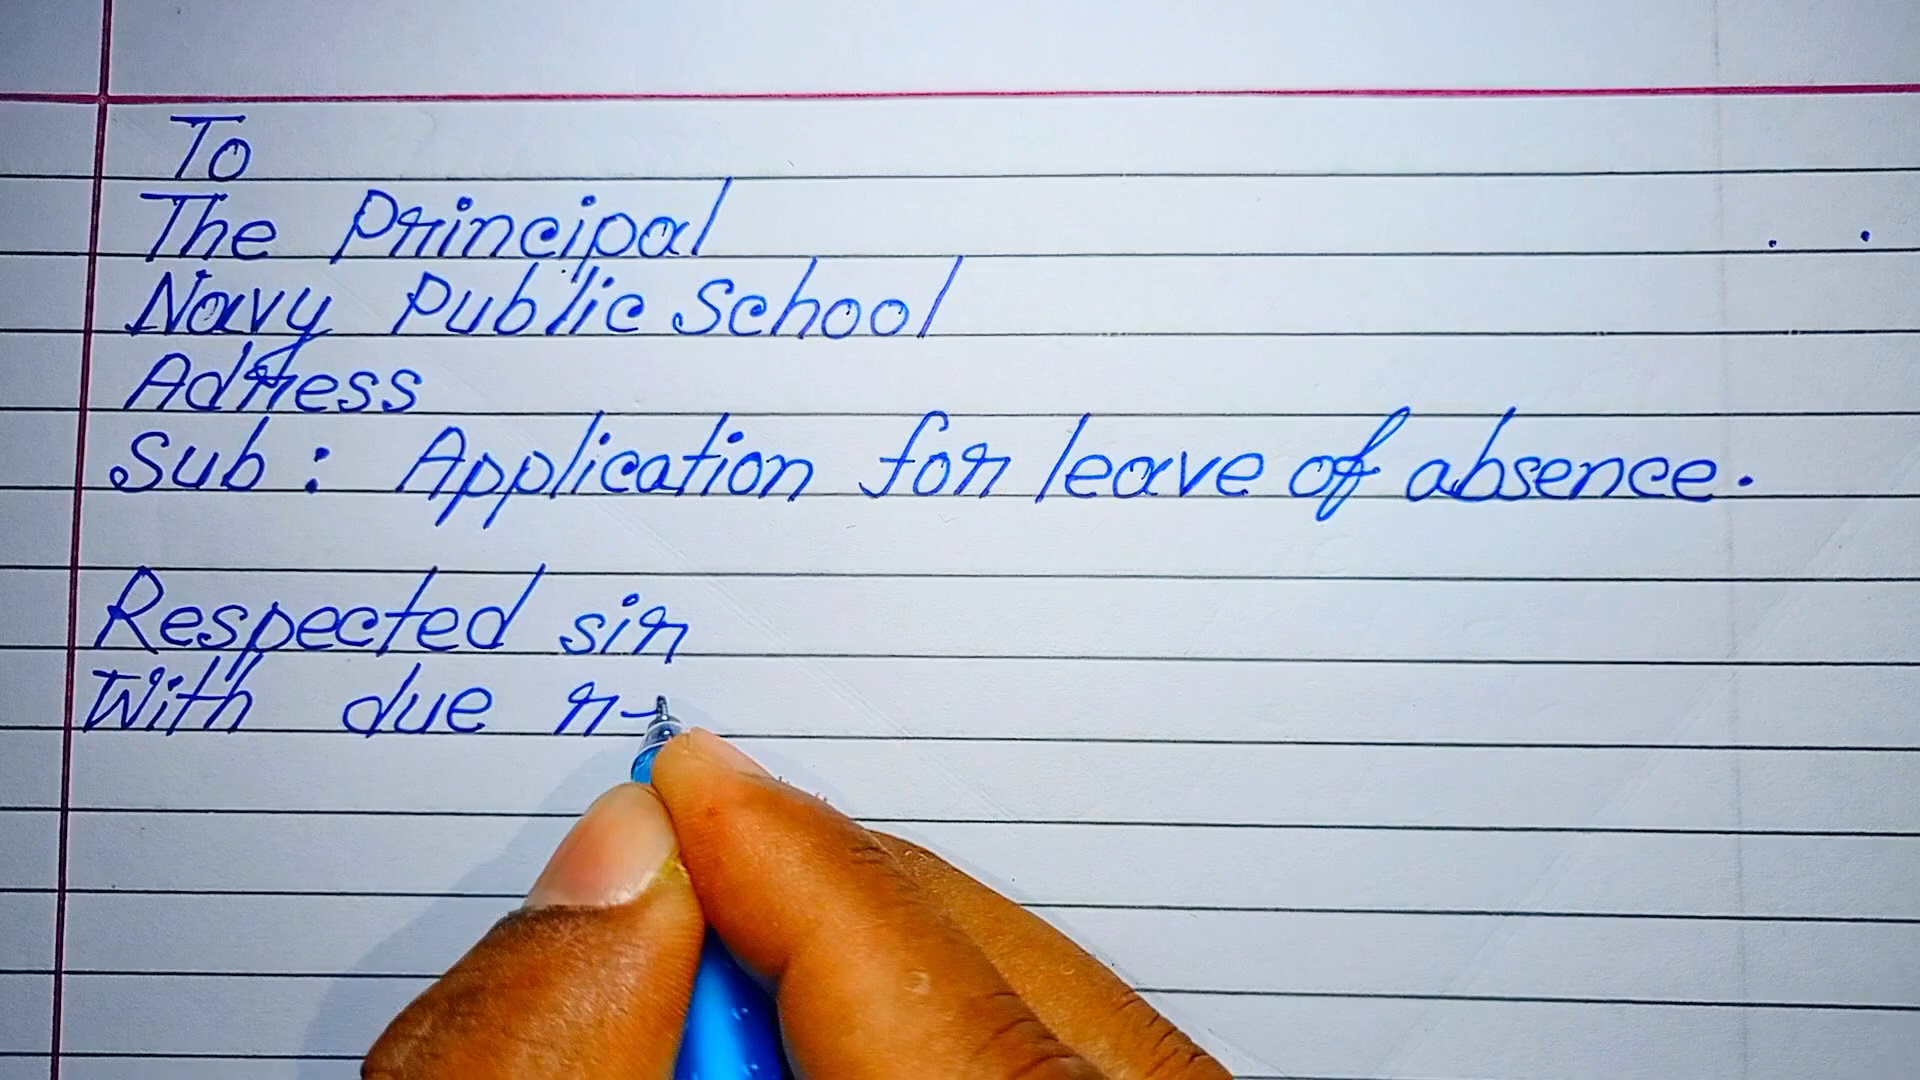 To
The Principal
Navy Public School
Adress
Sub : Application for leave of absence.
Respected sir
With due r